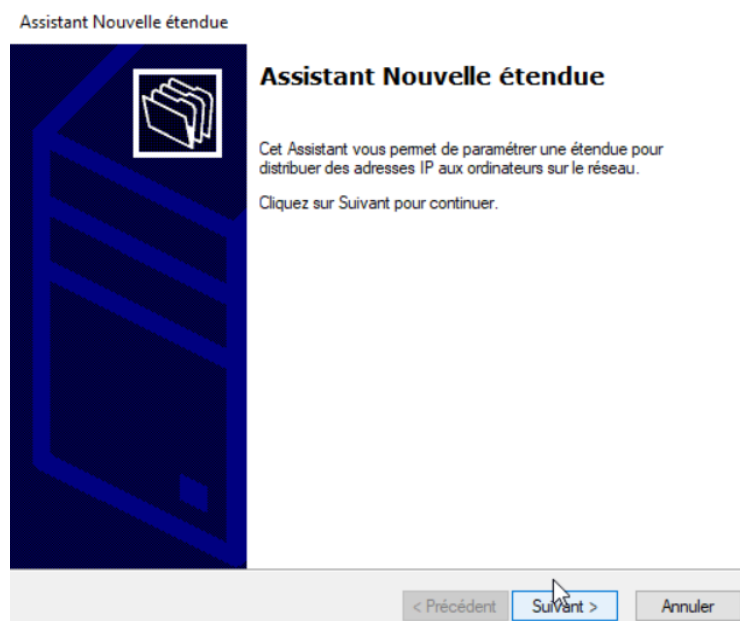 Assistant Nouvelle étendue
Assistant Nouvelle étendue
Cet Assistant vous permet de paramétrer une étendue pour
distribuer des adresses IP aux ordinateurs sur le réseau.
Cliquez sur Suivant pour continuer.
< Précédent Suivant > Annuler